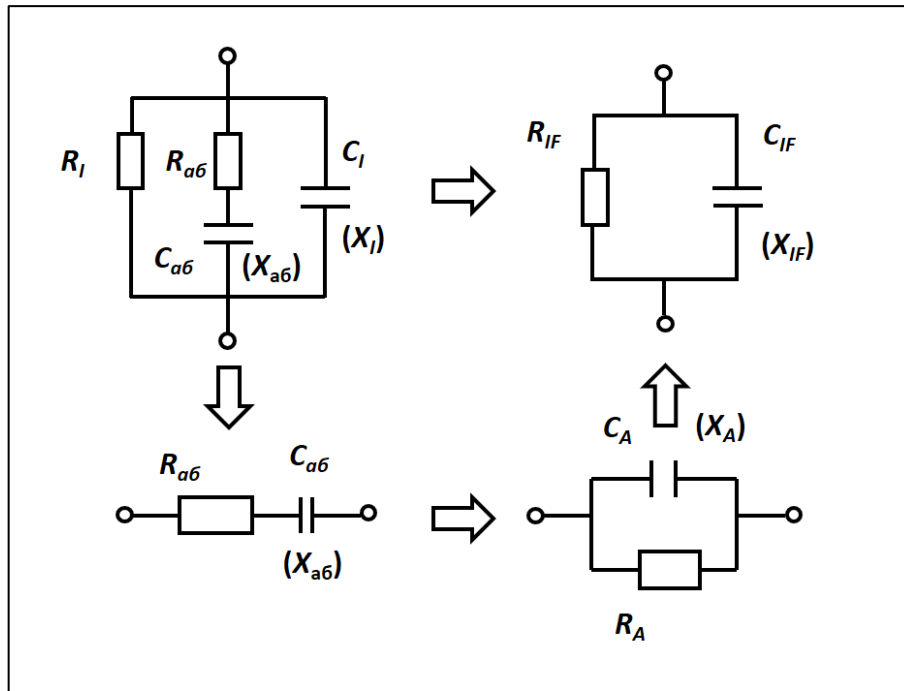 R_I
R_аб
C_I
C_аб
(X_аб)
(X_I)
R_IF
C_IF
(X_IF)
R_аб
C_аб
(X_аб)
C_A
(X_A)
R_A